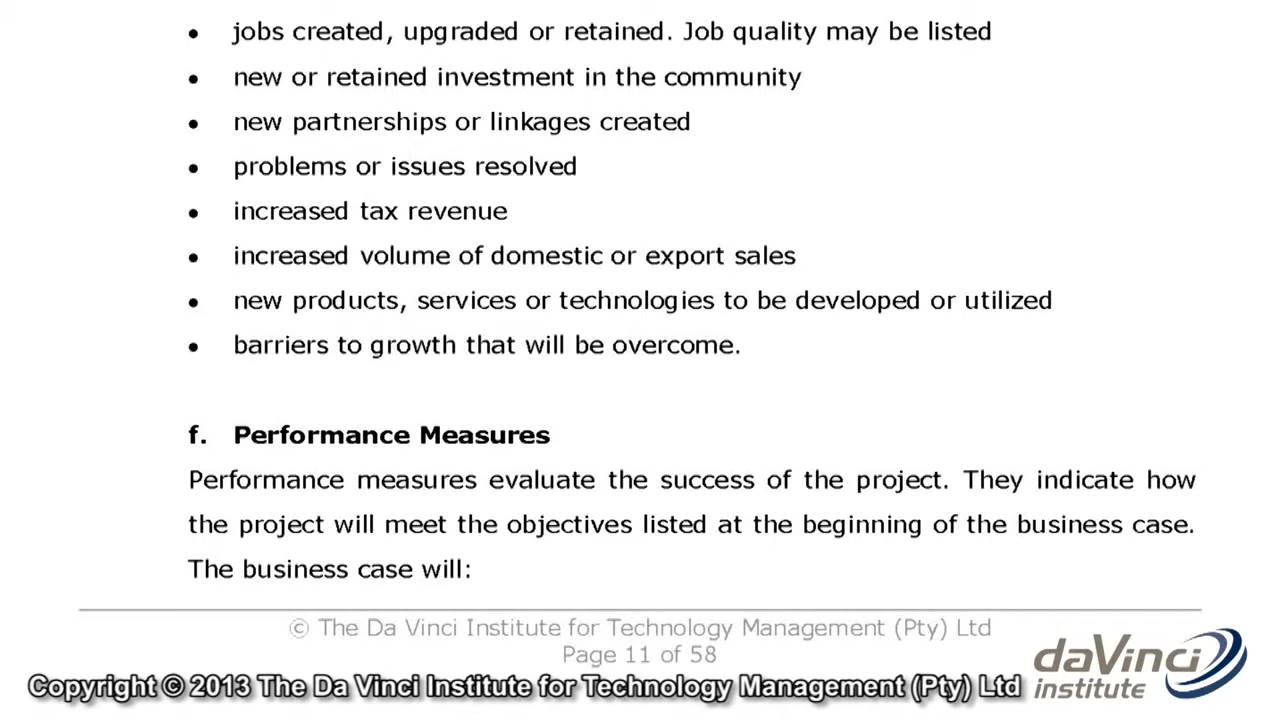 • jobs created, upgraded or retained. Job quality may be listed
• new or retained investment in the community
• new partnerships or linkages created
• problems or issues resolved
• increased tax revenue
• increased volume of domestic or export sales
• new products, services or technologies to be developed or utilized
• barriers to growth that will be overcome.
f. Performance Measures
Performance measures evaluate the success of the project. They indicate how
the project will meet the objectives listed at the beginning of the business case.
The business case will:
© The Da Vinci Institute for Technology Management (Pty) Ltd
Page 11 of 58
daVinci
institute
Copyright © 2013 The Da Vinci Institute for Technology Management (Pty) Ltd